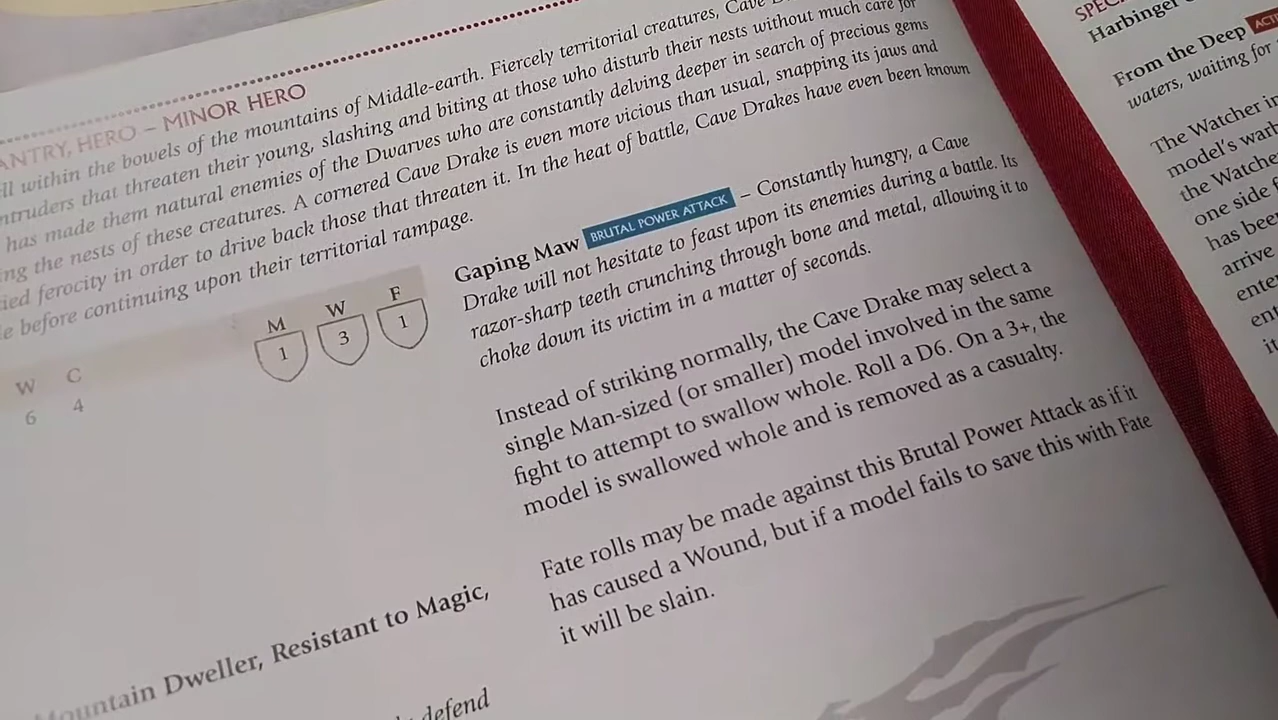 ANTRY, HERO – MINOR HERO
ll within the bowels of the mountains of Middle-earth. Fiercely territorial creatures, Cave D
ntruders that threaten their young, slashing and biting at those who disturb their nests without much care for
has made them natural enemies of the Dwarves who are constantly delving deeper in search of precious gems
ng the nests of these creatures. A cornered Cave Drake is even more vicious than usual, snapping its jaws and
ied ferocity in order to drive back those that threaten it. In the heat of battle, Cave Drakes have even been known
e before continuing upon their territorial rampage.
M W F
1 3 1
W C
6 4
Mountain Dweller, Resistant to Magic,
defend
Gaping Maw BRUTAL POWER ATTACK – Constantly hungry, a Cave
Drake will not hesitate to feast upon its enemies during a battle. Its
razor-sharp teeth crunching through bone and metal, allowing it to
choke down its victim in a matter of seconds.
Instead of striking normally, the Cave Drake may select a
single Man-sized (or smaller) model involved in the same
fight to attempt to swallow whole. Roll a D6. On a 3+, the
model is swallowed whole and is removed as a casualty.
Fate rolls may be made against this Brutal Power Attack as if it
has caused a Wound, but if a model fails to save this with Fate
it will be slain.
SPEC
Harbinger
From the Deep ACT
waters, waiting for
The Watcher in
model's warb
the Watche
one side f
has bee
arrive
ente
ent
it